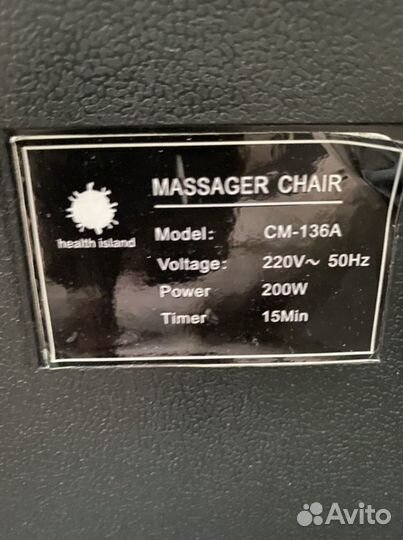 MASSAGER CHAIR
health island
Model: CM-136A
Voltage: 220V~ 50Hz
Power 200W
Timer 15Min
Avito